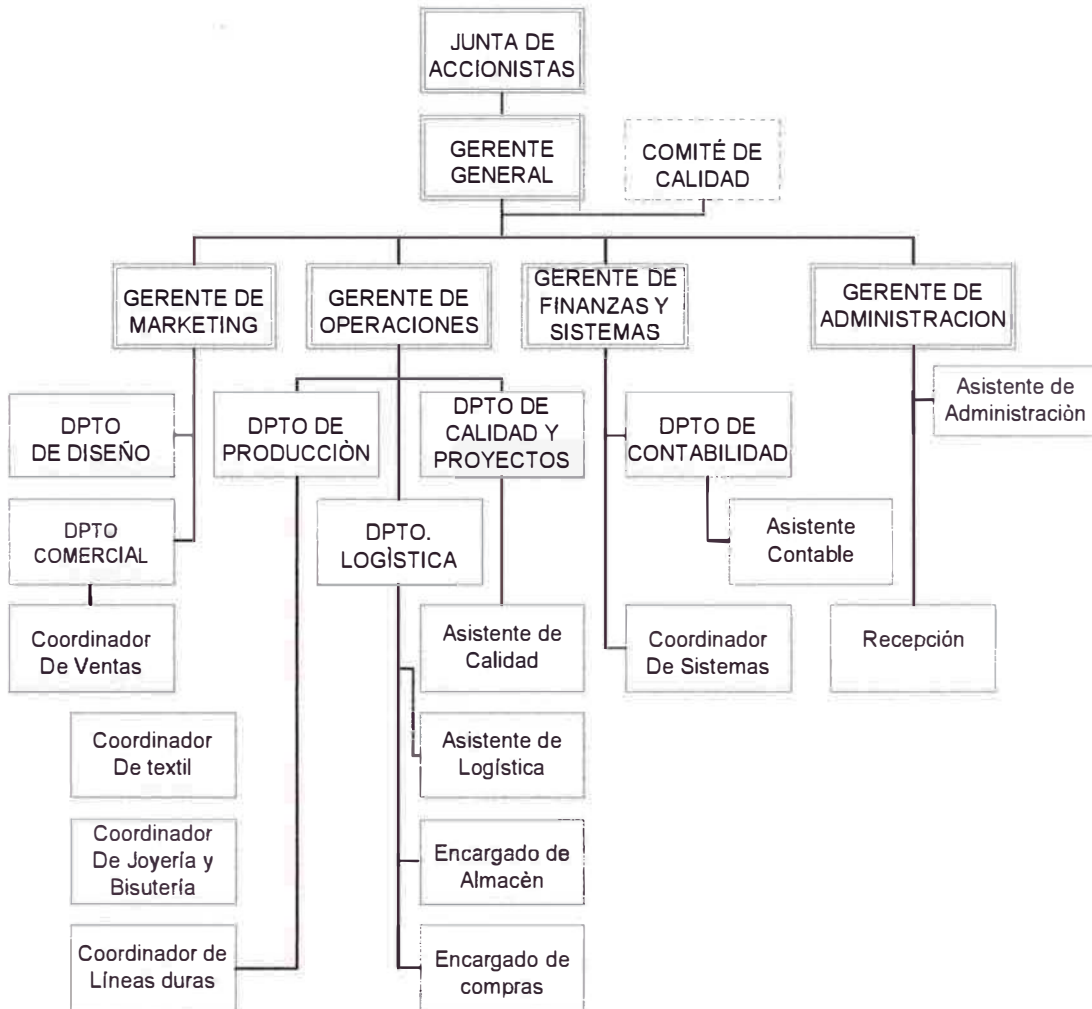 JUNTA DE
ACCIONISTAS
GERENTE
GENERAL
COMITÉ DE
CALIDAD
GERENTE DE
MARKETING
GERENTE DE
OPERACIONES
GERENTE DE
FINANZAS Y
SISTEMAS
GERENTE DE
ADMINISTRACION
Asistente de
Administraciòn
DPTO
DE DISEÑO
DPTO DE
PRODUCCIÒN
DPTO DE
CALIDAD Y
PROYECTOS
DPTO DE
CONTABILIDAD
DPTO
COMERCIAL
DPTO.
LOGÌSTICA
Asistente
Contable
Coordinador
De Ventas
Asistente de
Calidad
Coordinador
De Sistemas
Recepción
Coordinador
De textil
Asistente de
Logística
Coordinador
De Joyería y
Bisutería
Encargado de
Almacèn
Coordinador de
Líneas duras
Encargado de
compras